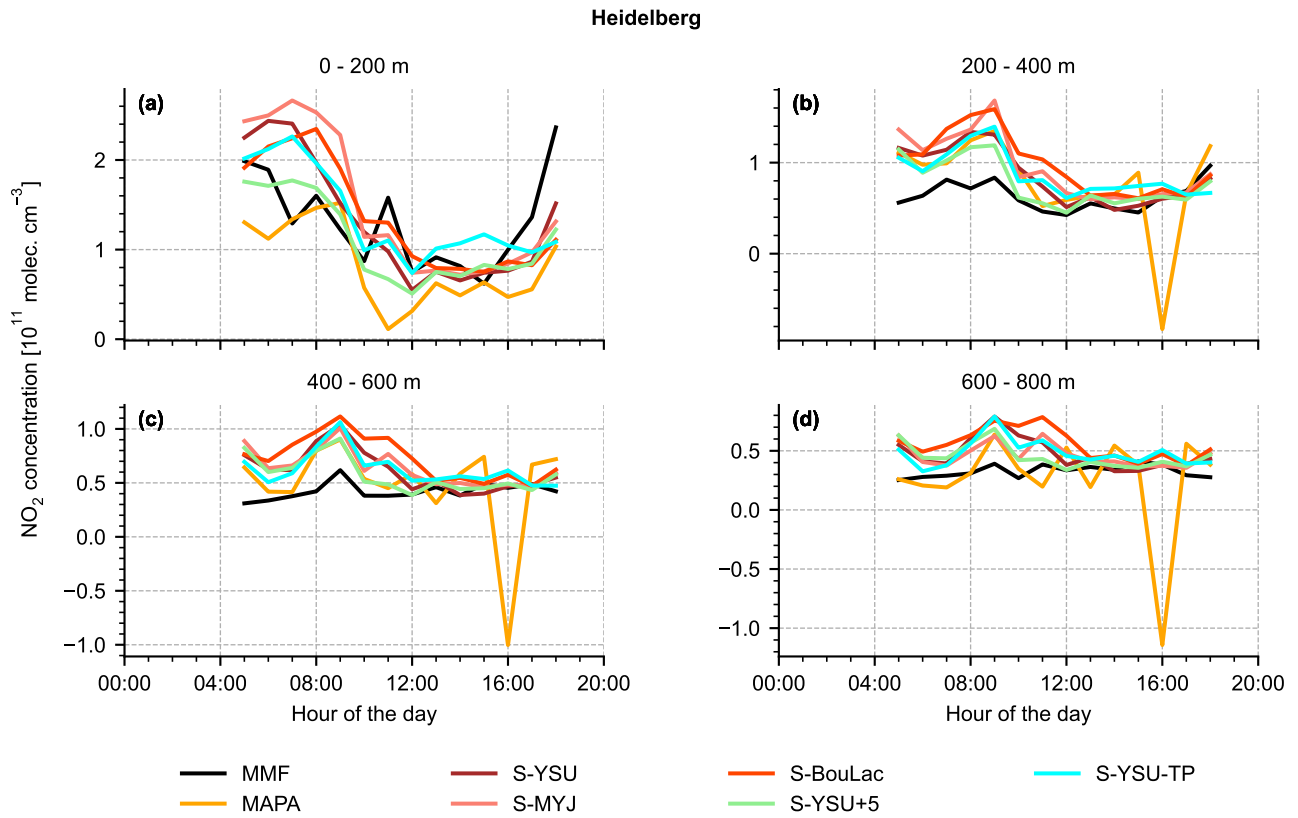 Heidelberg
0 - 200 m
200 - 400 m
(a)
(b)
2
1
0
1
0
NO₂ concentration [10¹¹ molec. cm⁻³]
400 - 600 m
600 - 800 m
(c)
(d)
1.0
0.5
0.0
−0.5
−1.0
0.5
0.0
−0.5
−1.0
00:00 04:00 08:00 12:00 16:00 20:00
00:00 04:00 08:00 12:00 16:00 20:00
Hour of the day
Hour of the day
MMF S-YSU S-BouLac S-YSU-TP
MAPA S-MYJ S-YSU+5